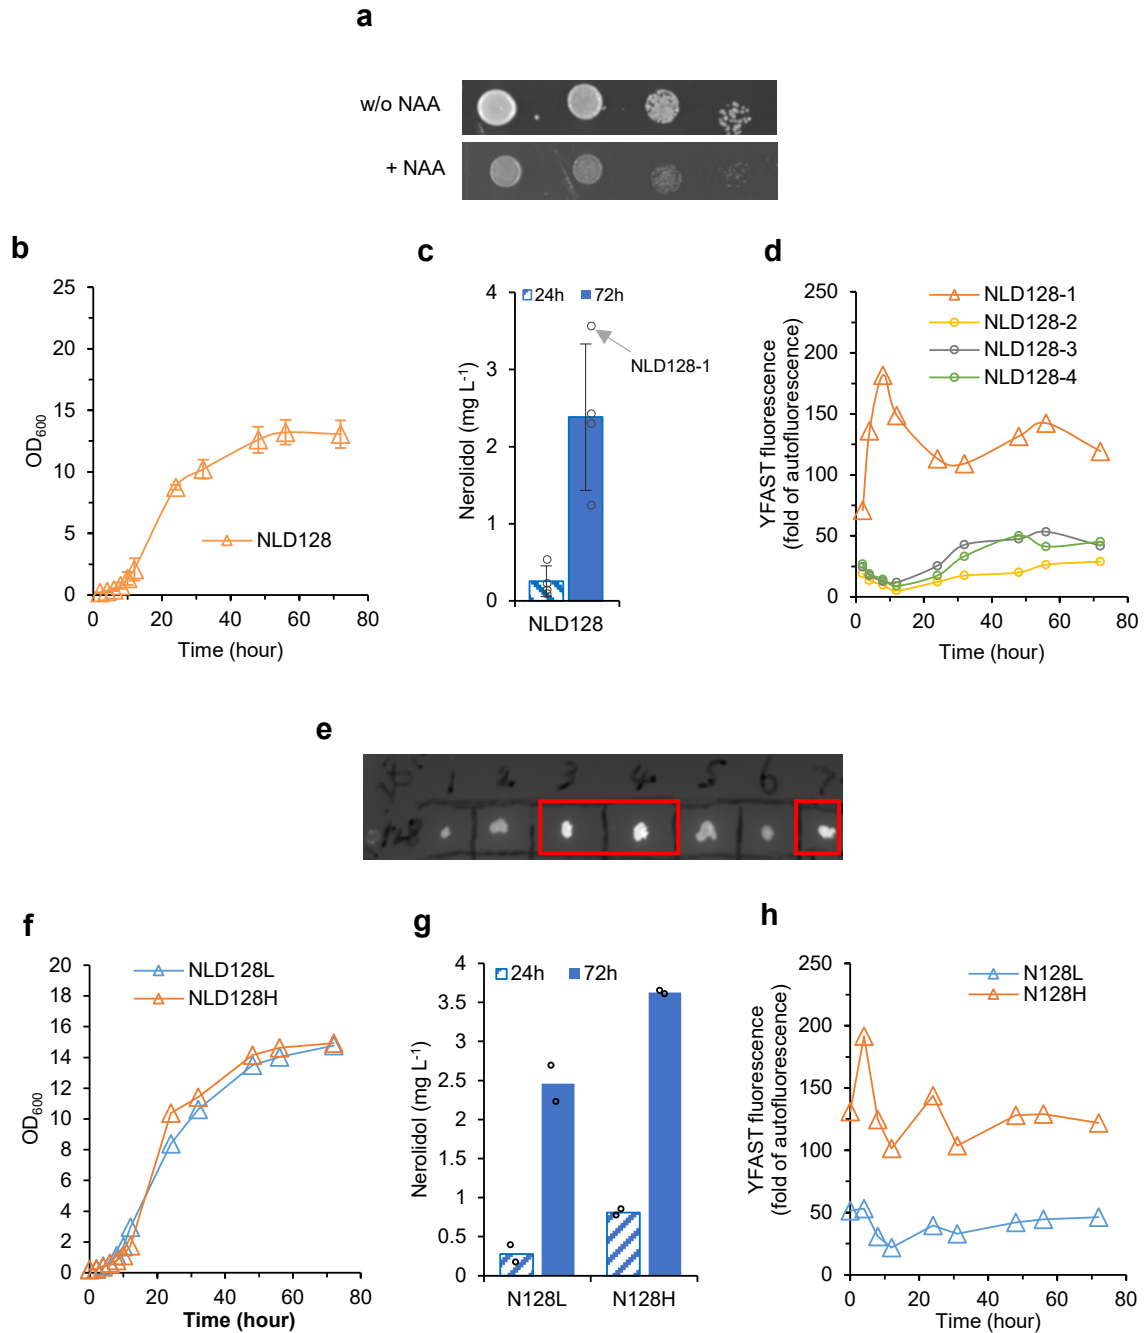 a
w/o NAA
+ NAA
b
25
20
15
10
5
0
OD600
NLD128
0 20 40 60 80
Time (hour)
c
24h 72h
4
3
2
1
0
Nerolidol (mg L-1)
NLD128-1
NLD128
d
250
200
150
100
50
0
YFAST fluorescence
(fold of autofluorescence)
NLD128-1
NLD128-2
NLD128-3
NLD128-4
0 20 40 60 80
Time (hour)
e
1 2 3 4 5 6 7
128
f
NLD128L
NLD128H
20
18
16
14
12
10
8
6
4
2
0
OD600
0 20 40 60 80
Time (hour)
g
24h 72h
4
3.5
3
2.5
2
1.5
1
0.5
0
Nerolidol (mg L-1)
N128L N128H
h
N128L
N128H
250
200
150
100
50
0
YFAST fluorescence
(fold of autofluorescence)
0 20 40 60 80
Time (hour)